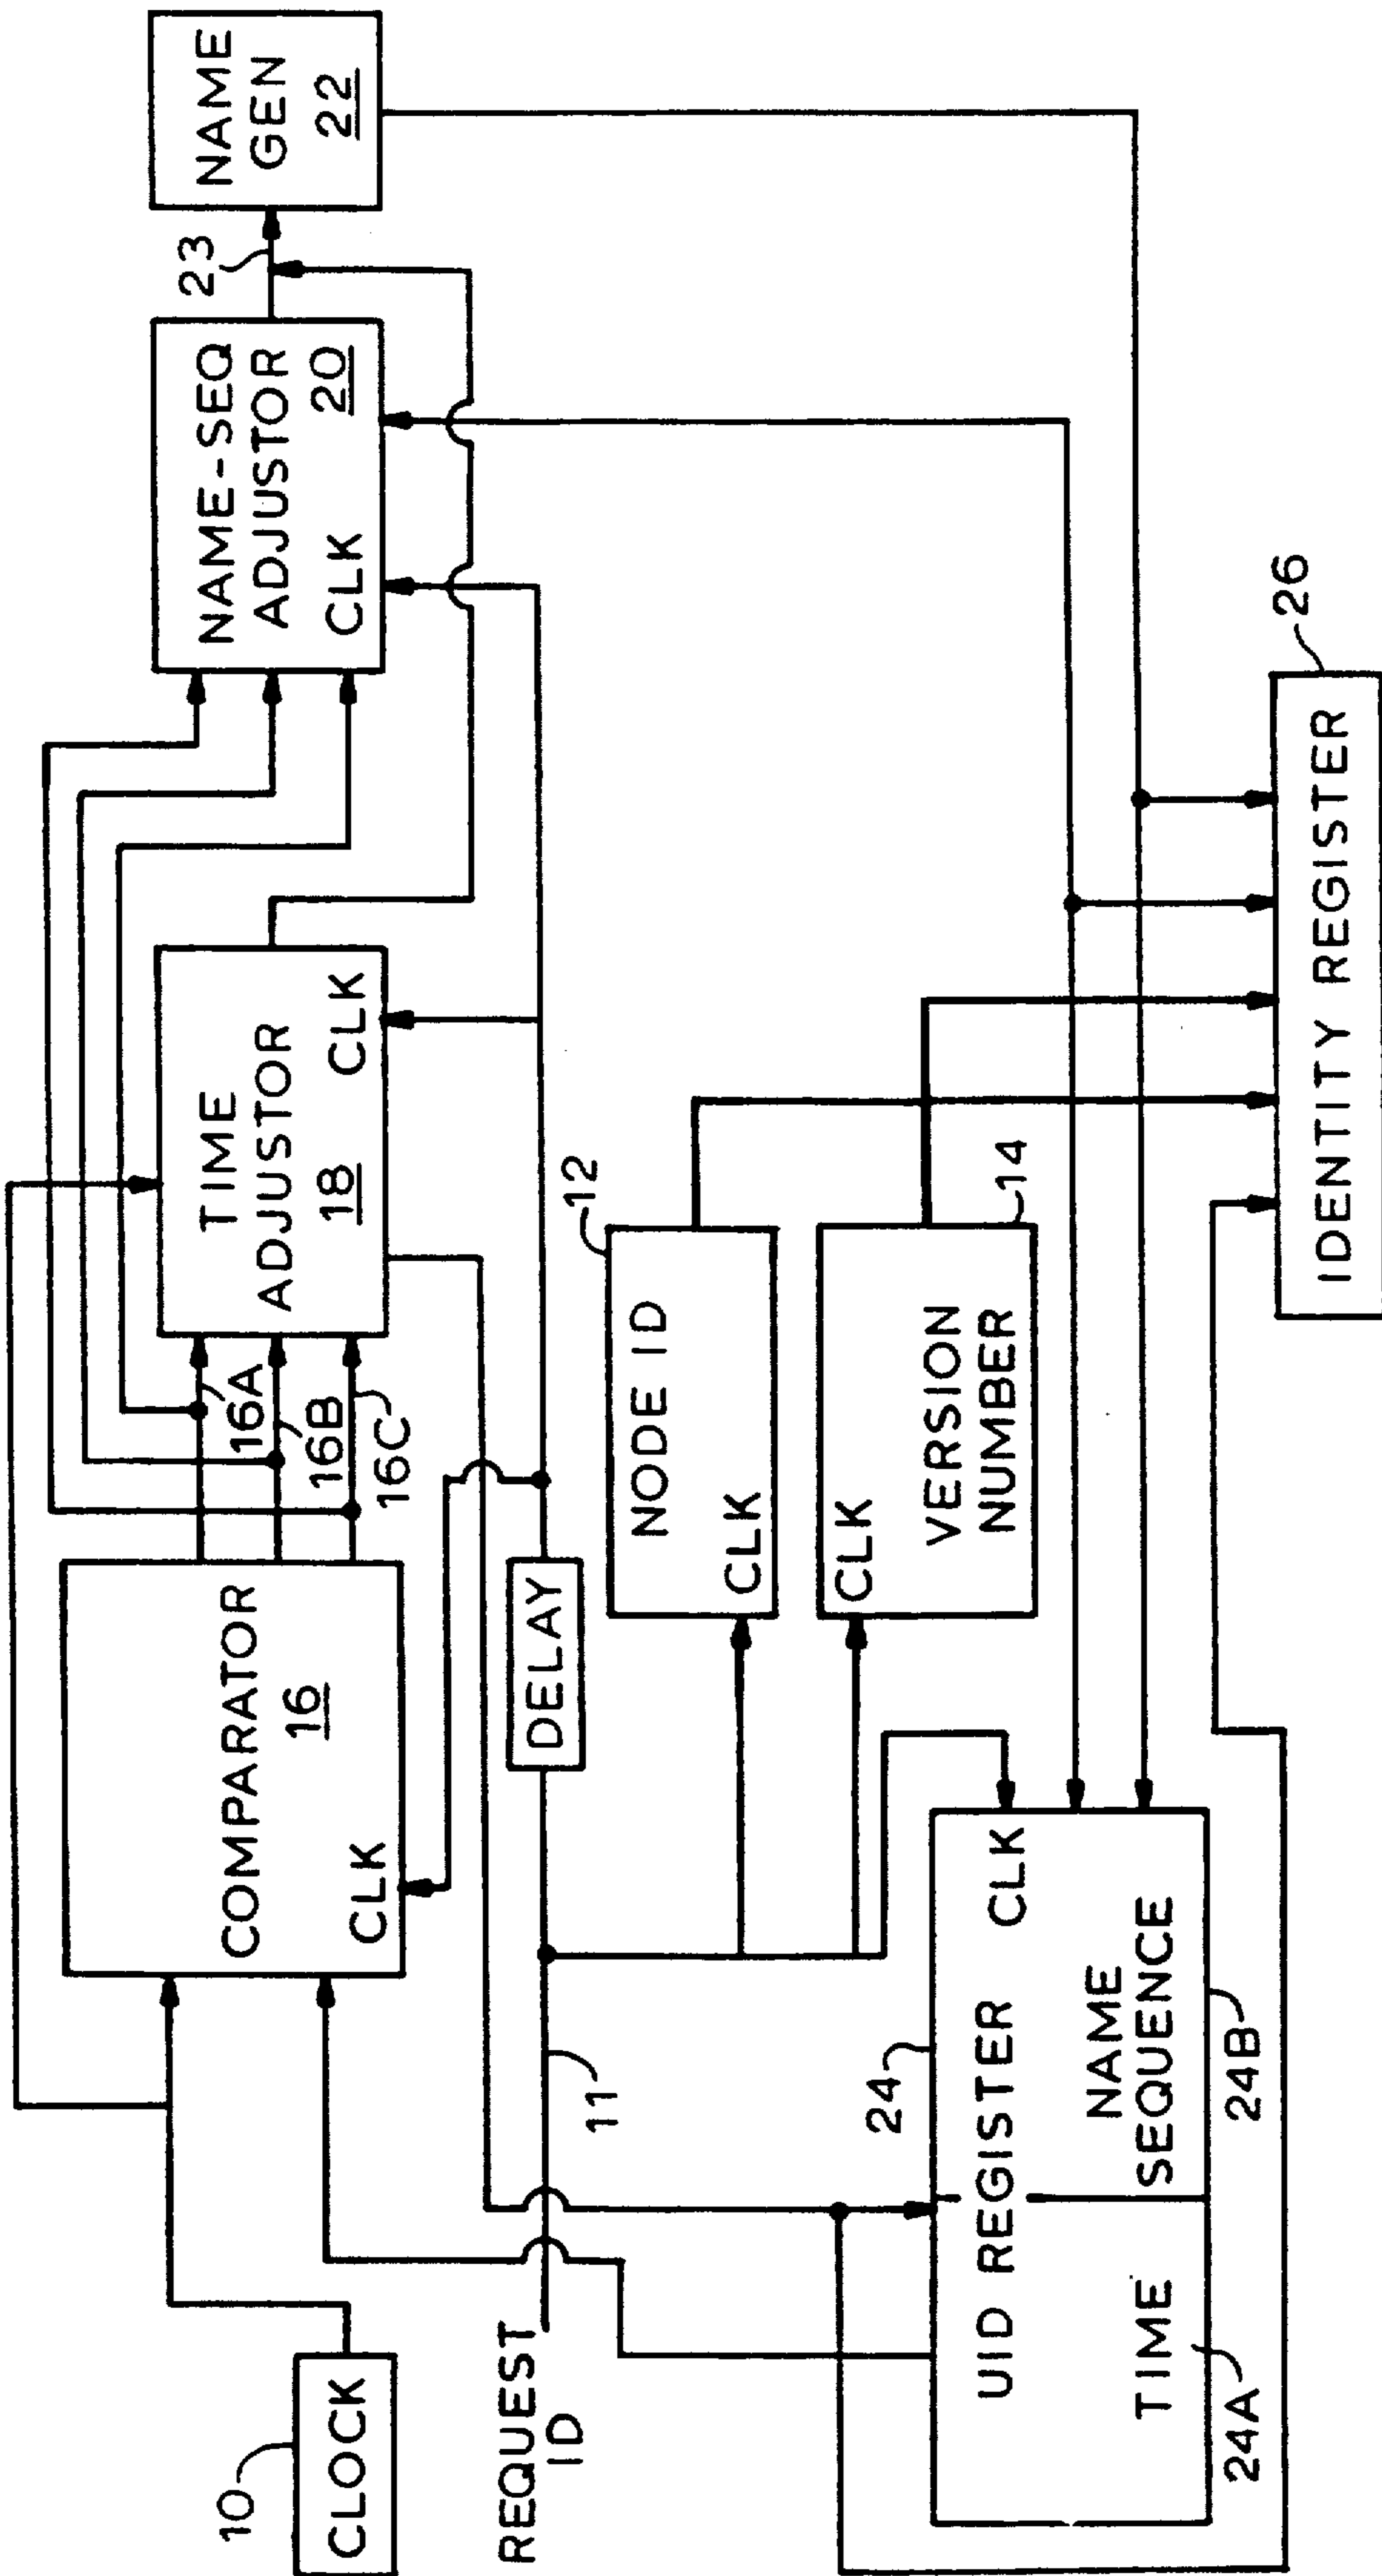 10
CLOCK
COMPARATOR
16
CLK
16A
16B
16C
TIME
ADJUSTOR
18
CLK
NAME-SEQ
ADJUSTOR
20
CLK
23
NAME
GEN
22
REQUEST
ID
11
DELAY
12
NODE ID
CLK
14
CLK
VERSION
NUMBER
24
UID REGISTER
CLK
TIME
NAME
SEQUENCE
24A
24B
26
IDENTITY REGISTER